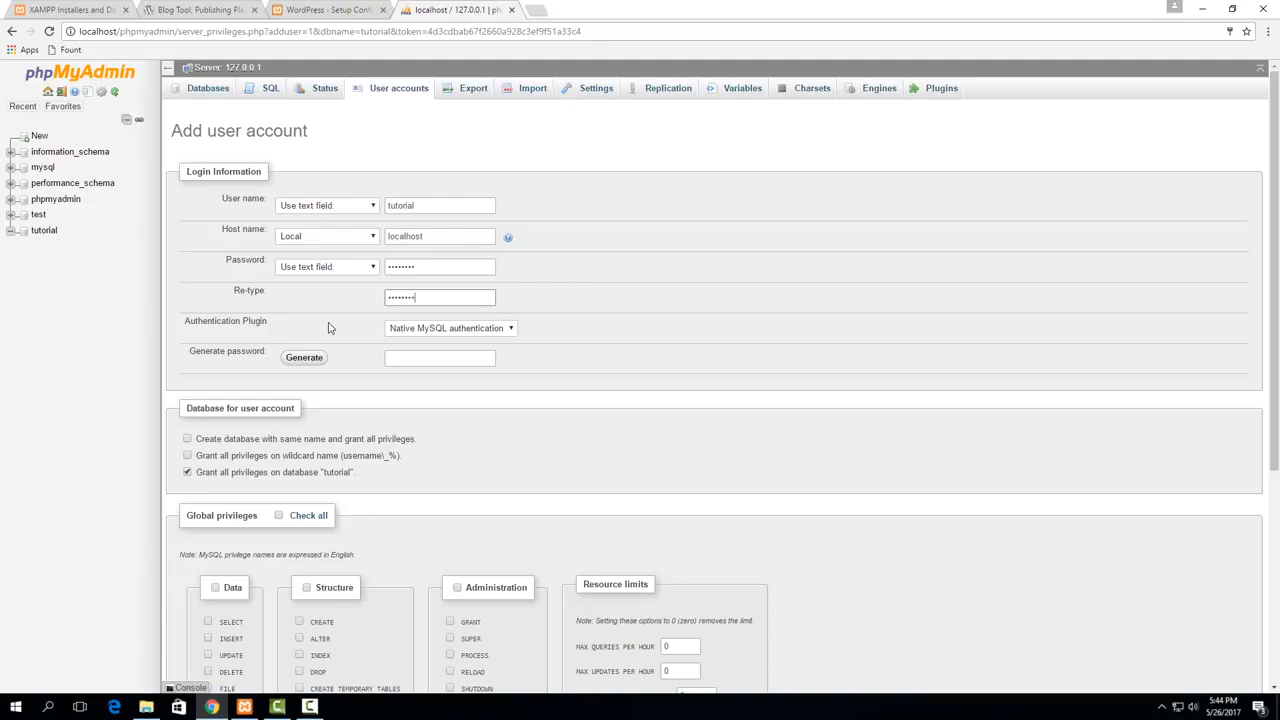 XAMPP Installers and Do
Blog Tool, Publishing Pla
WordPress › Setup Confi
localhost / 127.0.0.1 | ph
localhost/phpmyadmin/server_privileges.php?adduser=1&dbname=tutorial&token=4d3cdbab67f2660a928c3ef9f51a33c4
Apps
Fount
phpMyAdmin
Recent
Favorites
New
information_schema
mysql
performance_schema
phpmyadmin
test
tutorial
Server: 127.0.0.1
Databases
SQL
Status
User accounts
Export
Import
Settings
Replication
Variables
Charsets
Engines
Plugins
Add user account
Login Information
User name:
Use text field:
tutorial
Host name:
Local
localhost
Password:
Use text field:
••••••••
Re-type:
••••••••
Authentication Plugin
Native MySQL authentication
Generate password:
Generate
Database for user account
Create database with same name and grant all privileges.
Grant all privileges on wildcard name (username\_%).
Grant all privileges on database "tutorial".
Global privileges
Check all
Note: MySQL privilege names are expressed in English.
Data
SELECT
INSERT
UPDATE
DELETE
FILE
Structure
CREATE
ALTER
INDEX
DROP
CREATE TEMPORARY TABLES
Administration
GRANT
SUPER
PROCESS
RELOAD
SHUTDOWN
Resource limits
Note: Setting these options to 0 (zero) removes the limit.
MAX QUERIES PER HOUR
0
MAX UPDATES PER HOUR
0
Console
5:44 PM
5/26/2017